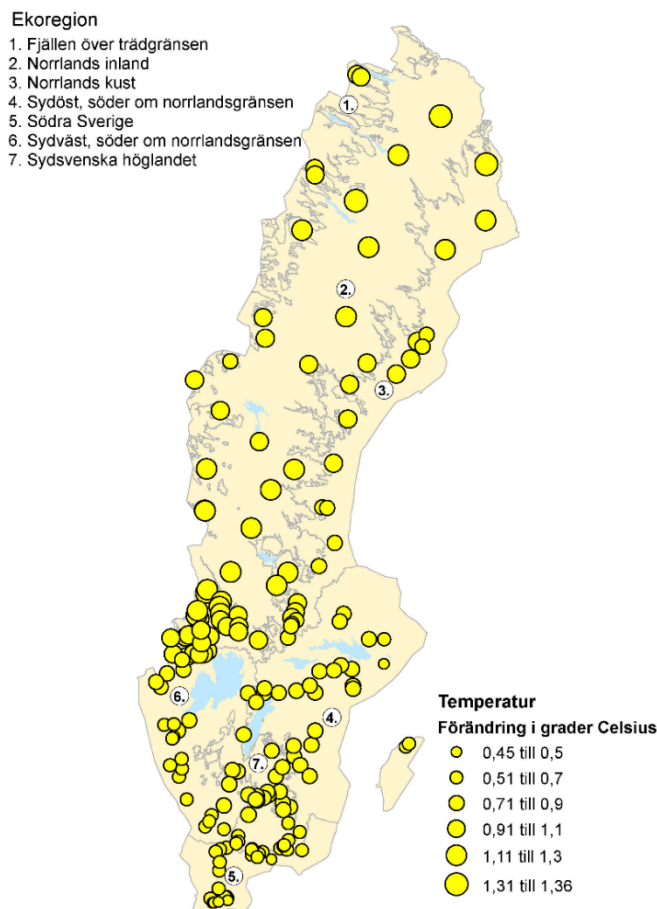 Ekoregion
1. Fjällen över trädgränsen
2. Norrlands inland
3. Norrlands kust
4. Sydöst, söder om norrlandsgränsen
5. Södra Sverige
6. Sydväst, söder om norrlandsgränsen
7. Sydsvenska höglandet
1.
2.
3.
6.
4.
7.
5.
Temperatur
Förändring i grader Celsius
0,45 till 0,5
0,51 till 0,7
0,71 till 0,9
0,91 till 1,1
1,11 till 1,3
1,31 till 1,36